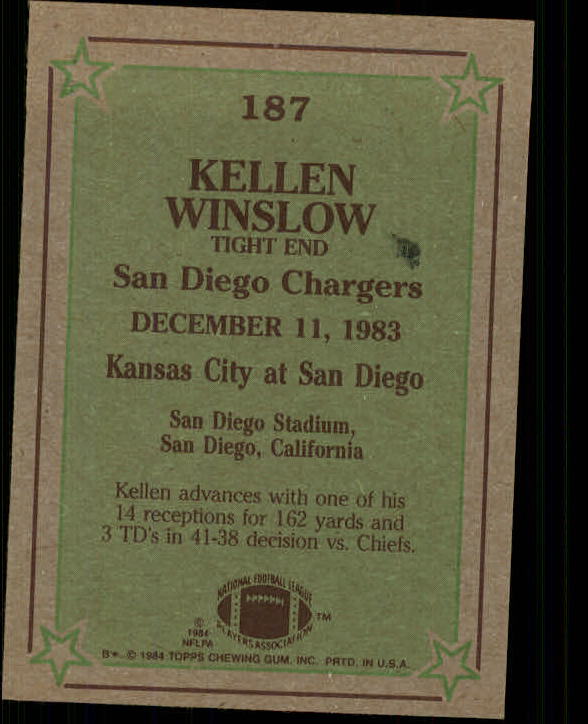 187
KELLEN
WINSLOW
TIGHT END
San Diego Chargers
DECEMBER 11, 1983
Kansas City at San Diego
San Diego Stadium,
San Diego, California
Kellen advances with one of his
14 receptions for 162 yards and
3 TD's in 41-38 decision vs. Chiefs.
NATIONAL FOOTBALL LEAGUE
PLAYERS ASSOCIATION
TM
©
1984
NFLPA
B* © 1984 TOPPS CHEWING GUM, INC. PRTD. IN U.S.A.